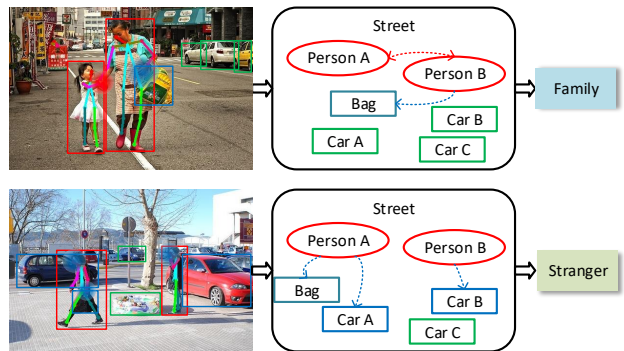 Street
Person A
Person B
Bag
Car B
Car A
Car C
Family
Street
Person A
Person B
Bag
Car B
Car A
Car C
Stranger